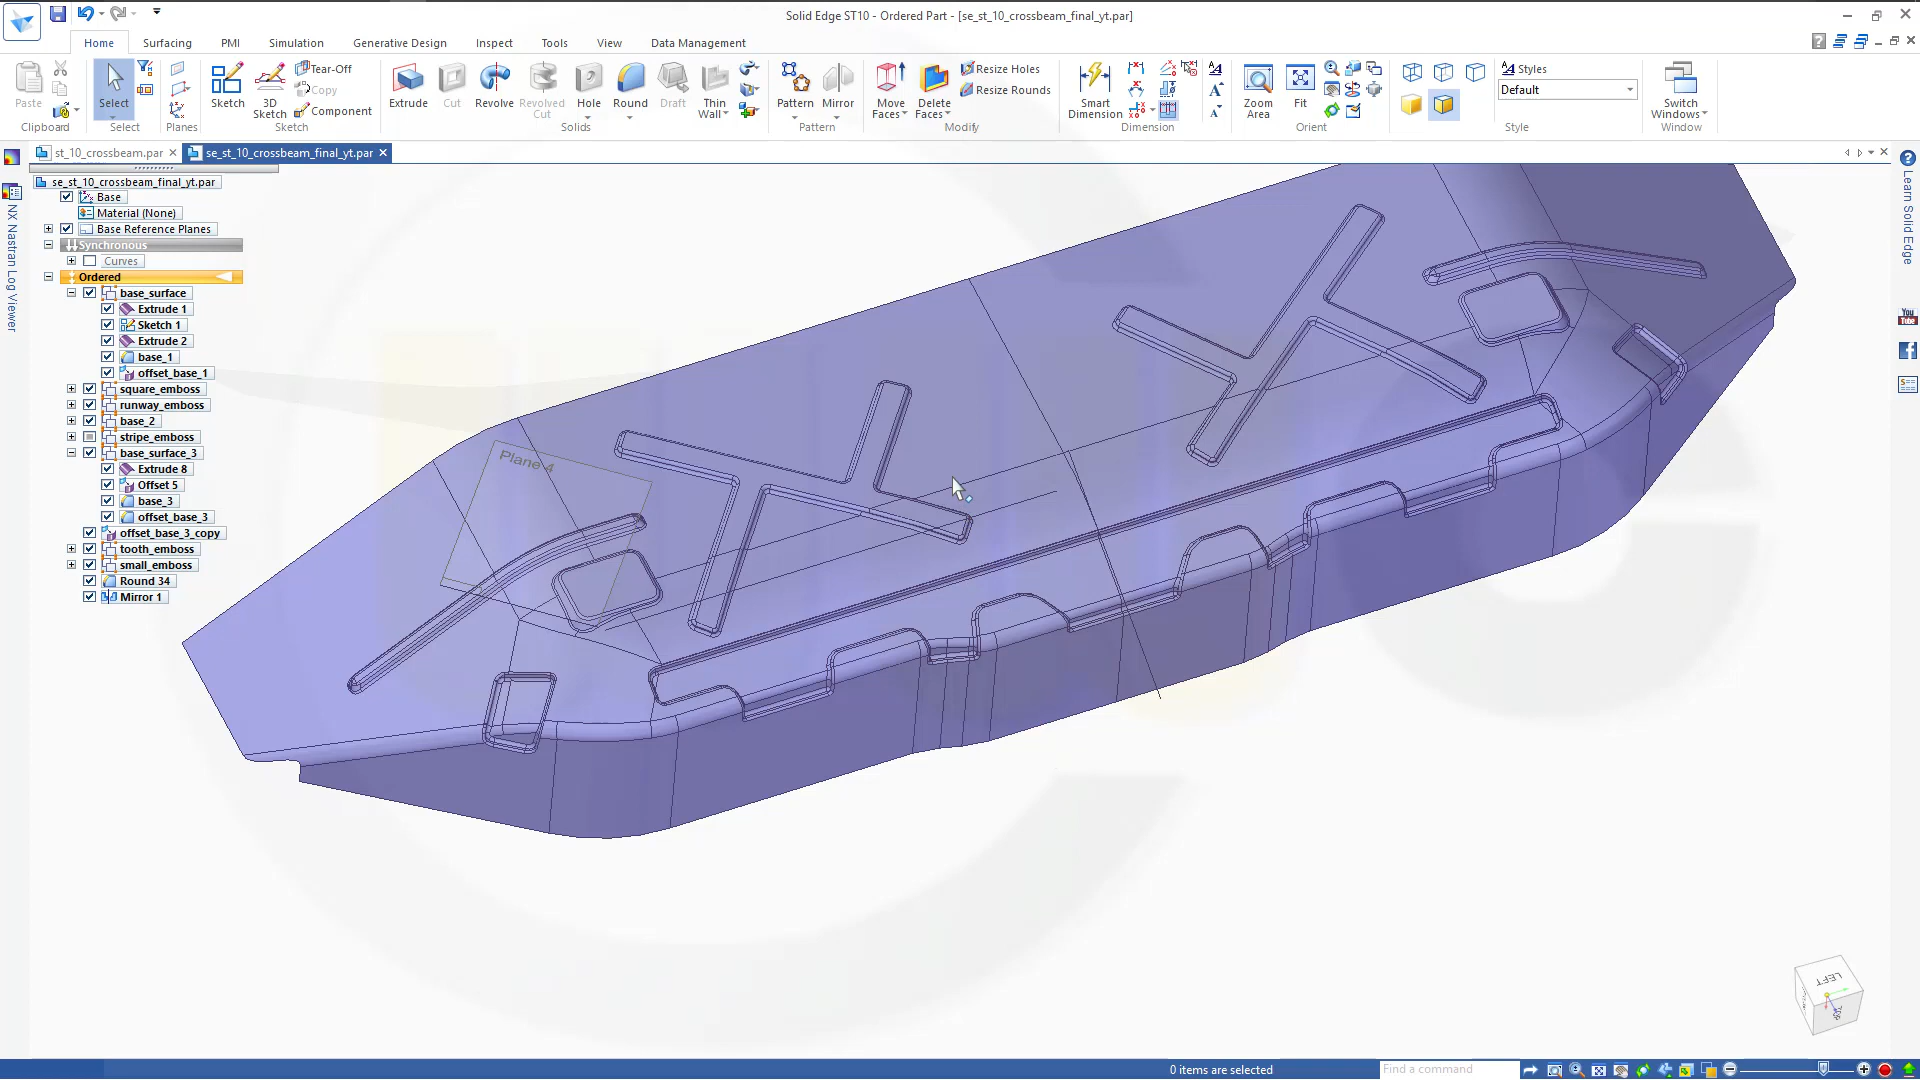 Solid Edge ST10 - Ordered Part - [se_st_10_crossbeam_final_yt.par]
Home Surfacing PMI Simulation Generative Design Inspect Tools View Data Management
Paste Select Sketch 3D Sketch Tear-Off Copy Component Extrude Cut Revolve Revolved Cut Hole Round Draft Thin Wall Pattern Mirror Move Faces Delete Faces Resize Holes Resize Rounds Smart Dimension Zoom Area Fit Styles Default Switch Windows
Clipboard Select Planes Sketch Solids Pattern Modify Dimension Orient Style Window
st_10_crossbeam.par se_st_10_crossbeam_final_yt.par
se_st_10_crossbeam_final_yt.par
Base
Material (None)
Base Reference Planes
Synchronous
Curves
Ordered
base_surface
Extrude 1
Sketch 1
Extrude 2
base_1
offset_base_1
square_emboss
runway_emboss
base_2
stripe_emboss
base_surface_3
Extrude 8
Offset 5
base_3
offset_base_3
offset_base_3_copy
tooth_emboss
small_emboss
Round 34
Mirror 1
NX Nastran Log Viewer
Plane 4
Learn Solid Edge
You Tube
LEFT
TOP
0 items are selected
Find a command